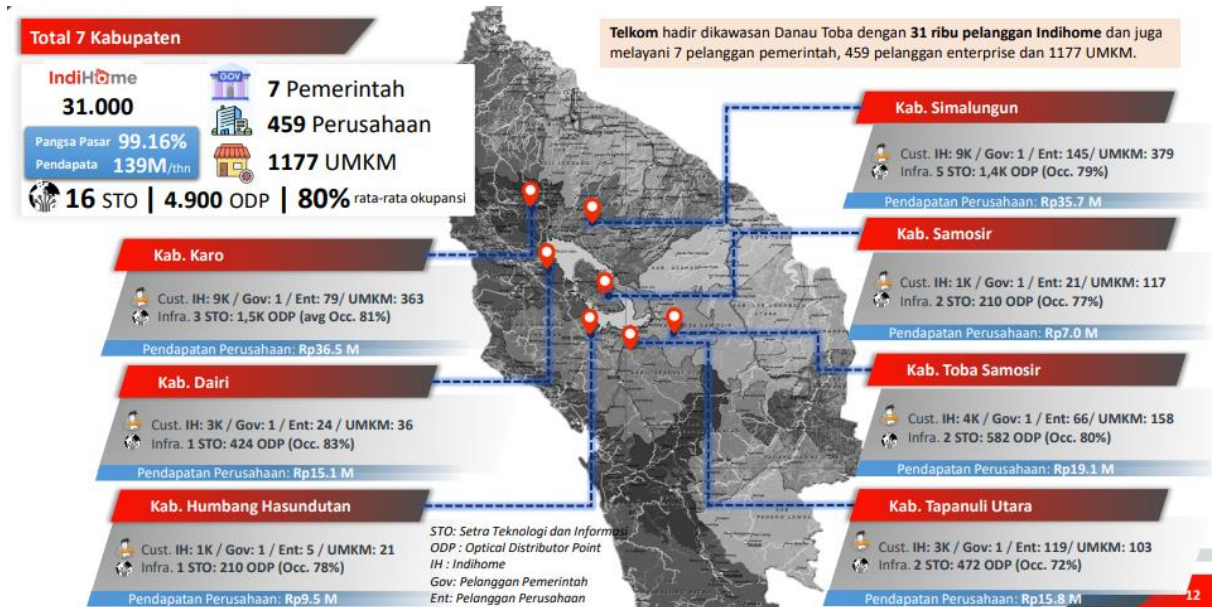 Total 7 Kabupaten
IndiHome
31.000
Pangsa Pasar 99.16%
Pendapata 139M/thn
GOV
7 Pemerintah
459 Perusahaan
1177 UMKM
16 STO | 4.900 ODP | 80% rata-rata okupansi
Telkom hadir dikawasan Danau Toba dengan 31 ribu pelanggan Indihome dan juga
melayani 7 pelanggan pemerintah, 459 pelanggan enterprise dan 1177 UMKM.
Kab. Karo
Cust. IH: 9K / Gov: 1 / Ent: 79/ UMKM: 363
Infra. 3 STO: 1,5K ODP (avg Occ. 81%)
Pendapatan Perusahaan: Rp36.5 M
Kab. Dairi
Cust. IH: 3K / Gov: 1 / Ent: 24 / UMKM: 36
Infra. 1 STO: 424 ODP (Occ. 83%)
Pendapatan Perusahaan: Rp15.1 M
Kab. Humbang Hasundutan
Cust. IH: 1K / Gov: 1 / Ent: 5 / UMKM: 21
Infra. 1 STO: 210 ODP (Occ. 78%)
Pendapatan Perusahaan: Rp9.5 M
Kab. Simalungun
Cust. IH: 9K / Gov: 1 / Ent: 145/ UMKM: 379
Infra. 5 STO: 1,4K ODP (Occ. 79%)
Pendapatan Perusahaan: Rp35.7 M
Kab. Samosir
Cust. IH: 1K / Gov: 1 / Ent: 21/ UMKM: 117
Infra. 2 STO: 210 ODP (Occ. 77%)
Pendapatan Perusahaan: Rp7.0 M
Kab. Toba Samosir
Cust. IH: 4K / Gov: 1 / Ent: 66/ UMKM: 158
Infra. 2 STO: 582 ODP (Occ. 80%)
Pendapatan Perusahaan: Rp19.1 M
Kab. Tapanuli Utara
Cust. IH: 3K / Gov: 1 / Ent: 119/ UMKM: 103
Infra. 2 STO: 472 ODP (Occ. 72%)
Pendapatan Perusahaan: Rp15.8 M
STO: Setra Teknologi dan Informasi
ODP : Optical Distributor Point
IH : Indihome
Gov: Pelanggan Pemerintah
Ent: Pelanggan Perusahaan
12